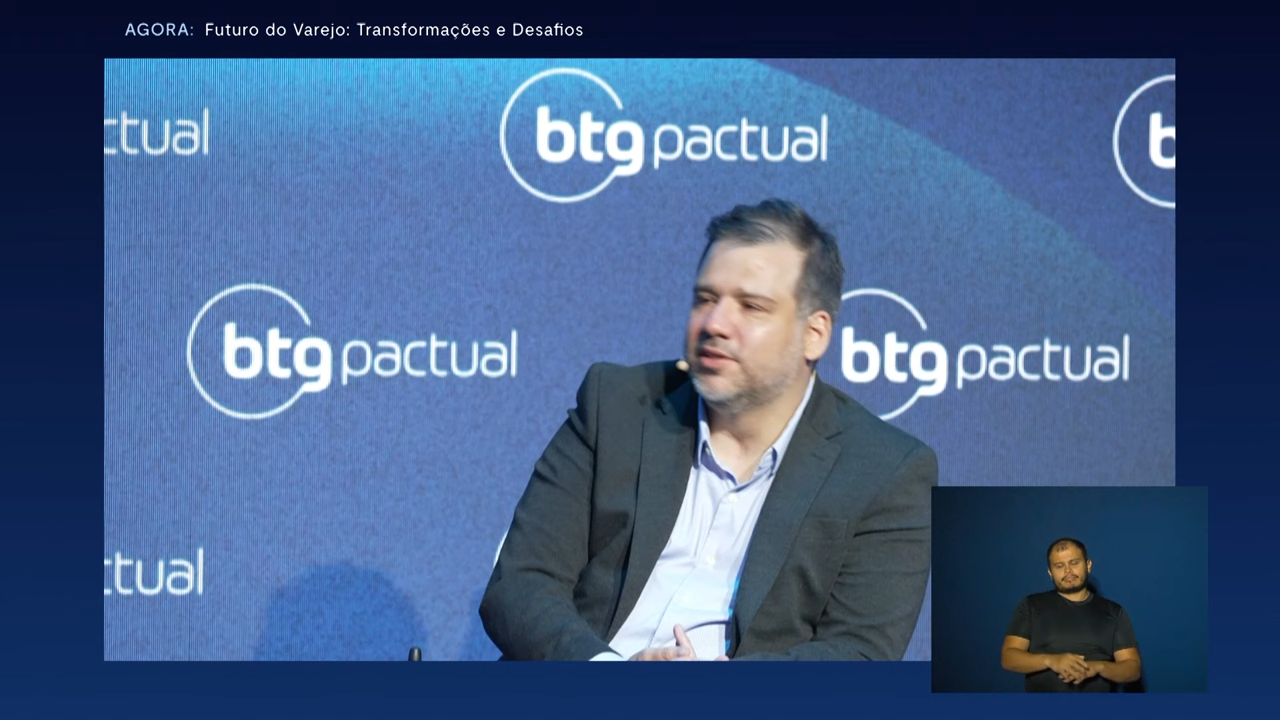 AGORA: Futuro do Varejo: Transformações e Desafios
ctual
btg pactual
b
btg pactual
btg pactual
ctual